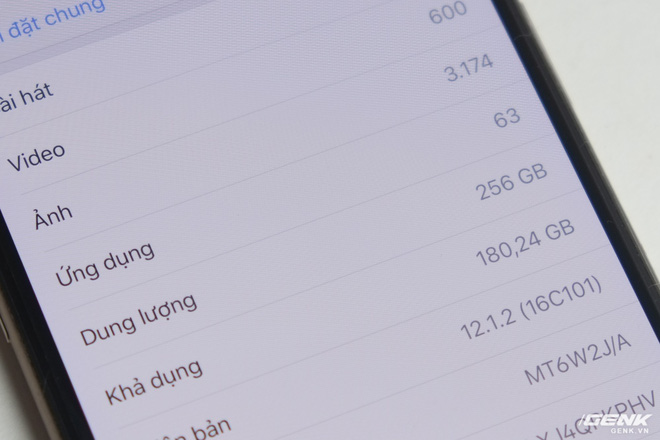 đặt chung
ài hát
Video 600
Ảnh 3.174
Ứng dụng 63
Dung lượng 256 GB
Khả dụng 180,24 GB
bản 12.1.2 (16C101)
MT6W2J/A
GENK
GENK.VN